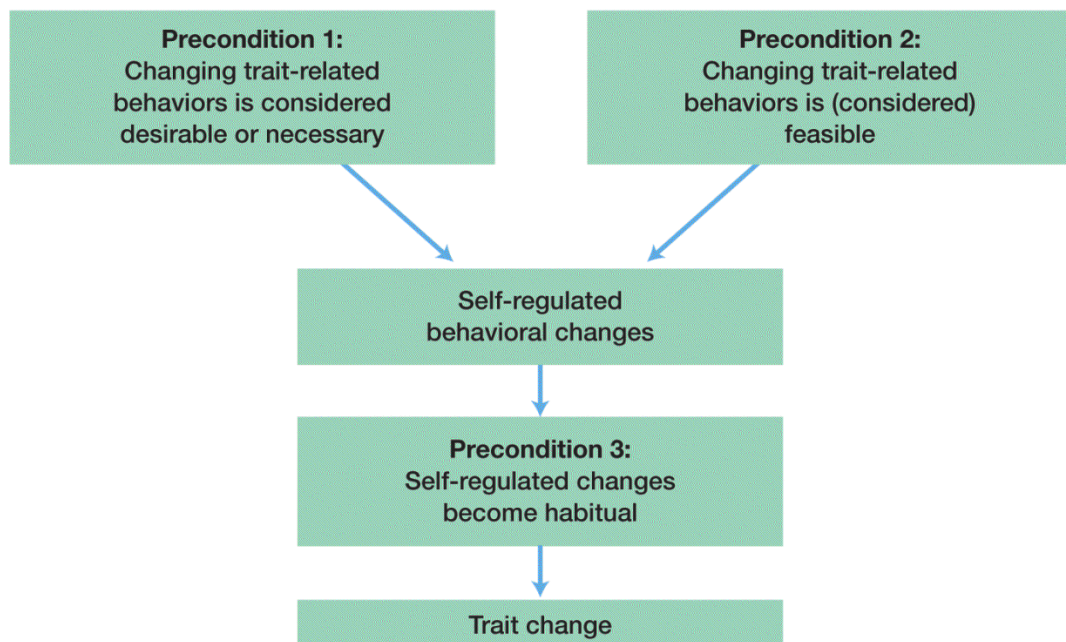 Precondition 1:
Changing trait-related
behaviors is considered
desirable or necessary
Precondition 2:
Changing trait-related
behaviors is (considered)
feasible
Self-regulated
behavioral changes
Precondition 3:
Self-regulated changes
become habitual
Trait change